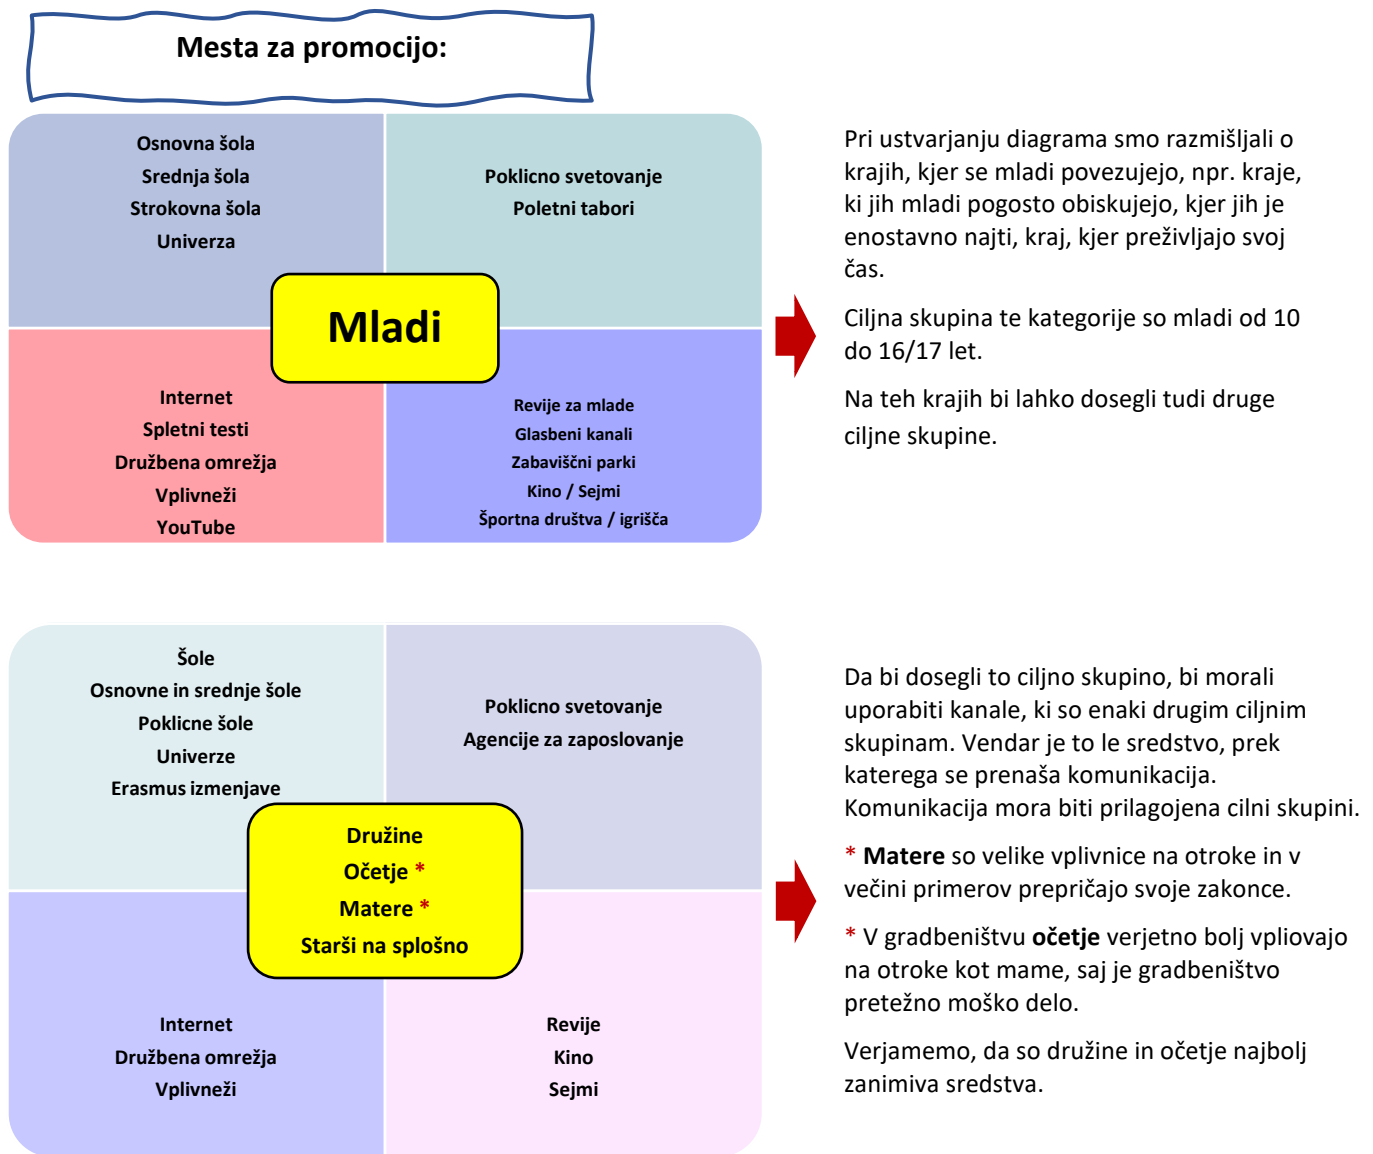 Mesta za promocijo:
Osnovna šola
Srednja šola
Strokovna šola
Univerza
Poklicno svetovanje
Poletni tabori
Mladi
Internet
Spletni testi
Družbena omrežja
Vplivneži
YouTube
Revije za mlade
Glasbeni kanali
Zabaviščni parki
Kino / Sejmi
Športna društva / igrišča
Pri ustvarjanju diagrama smo razmišljali o
krajih, kjer se mladi povezujejo, npr. kraje,
ki jih mladi pogosto obiskujejo, kjer jih je
enostavno najti, kraj, kjer preživljajo svoj
čas.
Ciljna skupina te kategorije so mladi od 10
do 16/17 let.
Na teh krajih bi lahko dosegli tudi druge
ciljne skupine.
Šole
Osnovne in srednje šole
Poklicne šole
Univerze
Erasmus izmenjave
Poklicno svetovanje
Agencije za zaposlovanje
Družine
Očetje *
Matere *
Starši na splošno
Internet
Družbena omrežja
Vplivneži
Revije
Kino
Sejmi
Da bi dosegli to ciljno skupino, bi morali
uporabiti kanale, ki so enaki drugim ciljnim
skupinam. Vendar je to le sredstvo, prek
katerega se prenaša komunikacija.
Komunikacija mora biti prilagojena cilni skupini.
* Matere so velike vplivnice na otroke in v
večini primerov prepričajo svoje zakonce.
* V gradbeništvu očetje verjetno bolj vpliovajo
na otroke kot mame, saj je gradbeništvo
pretežno moško delo.
Verjamemo, da so družine in očetje najbolj
zanimiva sredstva.